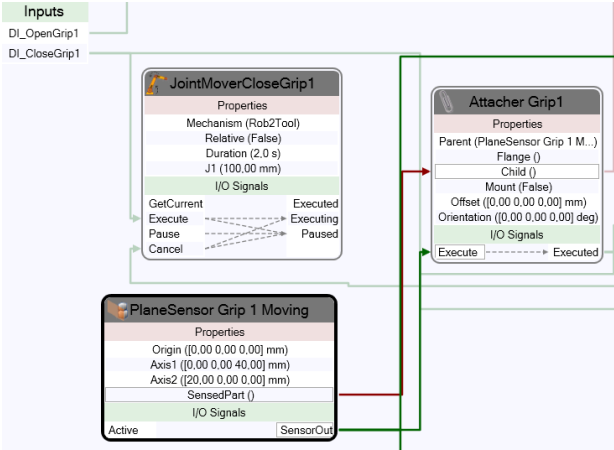 Inputs
DI_OpenGrip1
DI_CloseGrip1
JointMoverCloseGrip1
Properties
Mechanism (Rob2Tool)
Relative (False)
Duration (2,0 s)
J1 (100,00 mm)
I/O Signals
GetCurrent Executed
Execute Executing
Pause Paused
Cancel
Attacher Grip1
Properties
Parent (PlaneSensor Grip 1 M...)
Flange ()
Child ()
Mount (False)
Offset ([0,00 0,00 0,00] mm)
Orientation ([0,00 0,00 0,00] deg)
I/O Signals
Execute Executed
PlaneSensor Grip 1 Moving
Properties
Origin ([0,00 0,00 0,00] mm)
Axis1 ([0,00 0,00 40,00] mm)
Axis2 ([20,00 0,00 0,00] mm)
SensedPart ()
I/O Signals
Active SensorOut